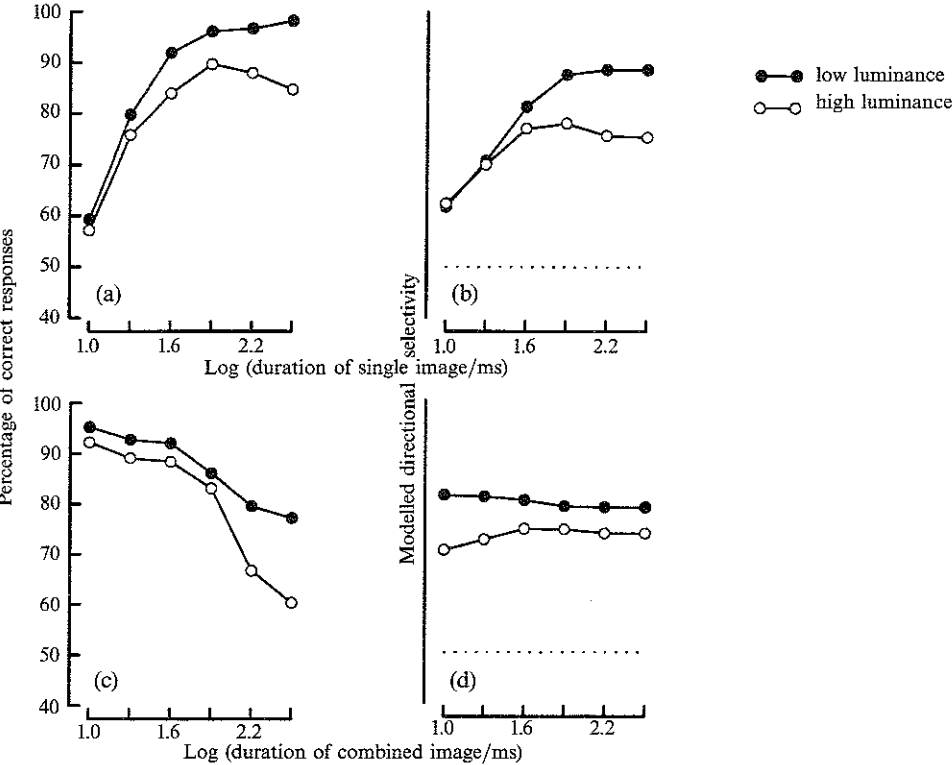 100
90
80
70
60
50
40
(a)
1.0
1.6
2.2
(b)
1.0
1.6
2.2
low luminance
high luminance
Log (duration of single image/ms)
Percentage of correct responses
Modelled directional selectivity
100
90
80
70
60
50
40
(c)
1.0
1.6
2.2
(d)
1.0
1.6
2.2
Log (duration of combined image/ms)